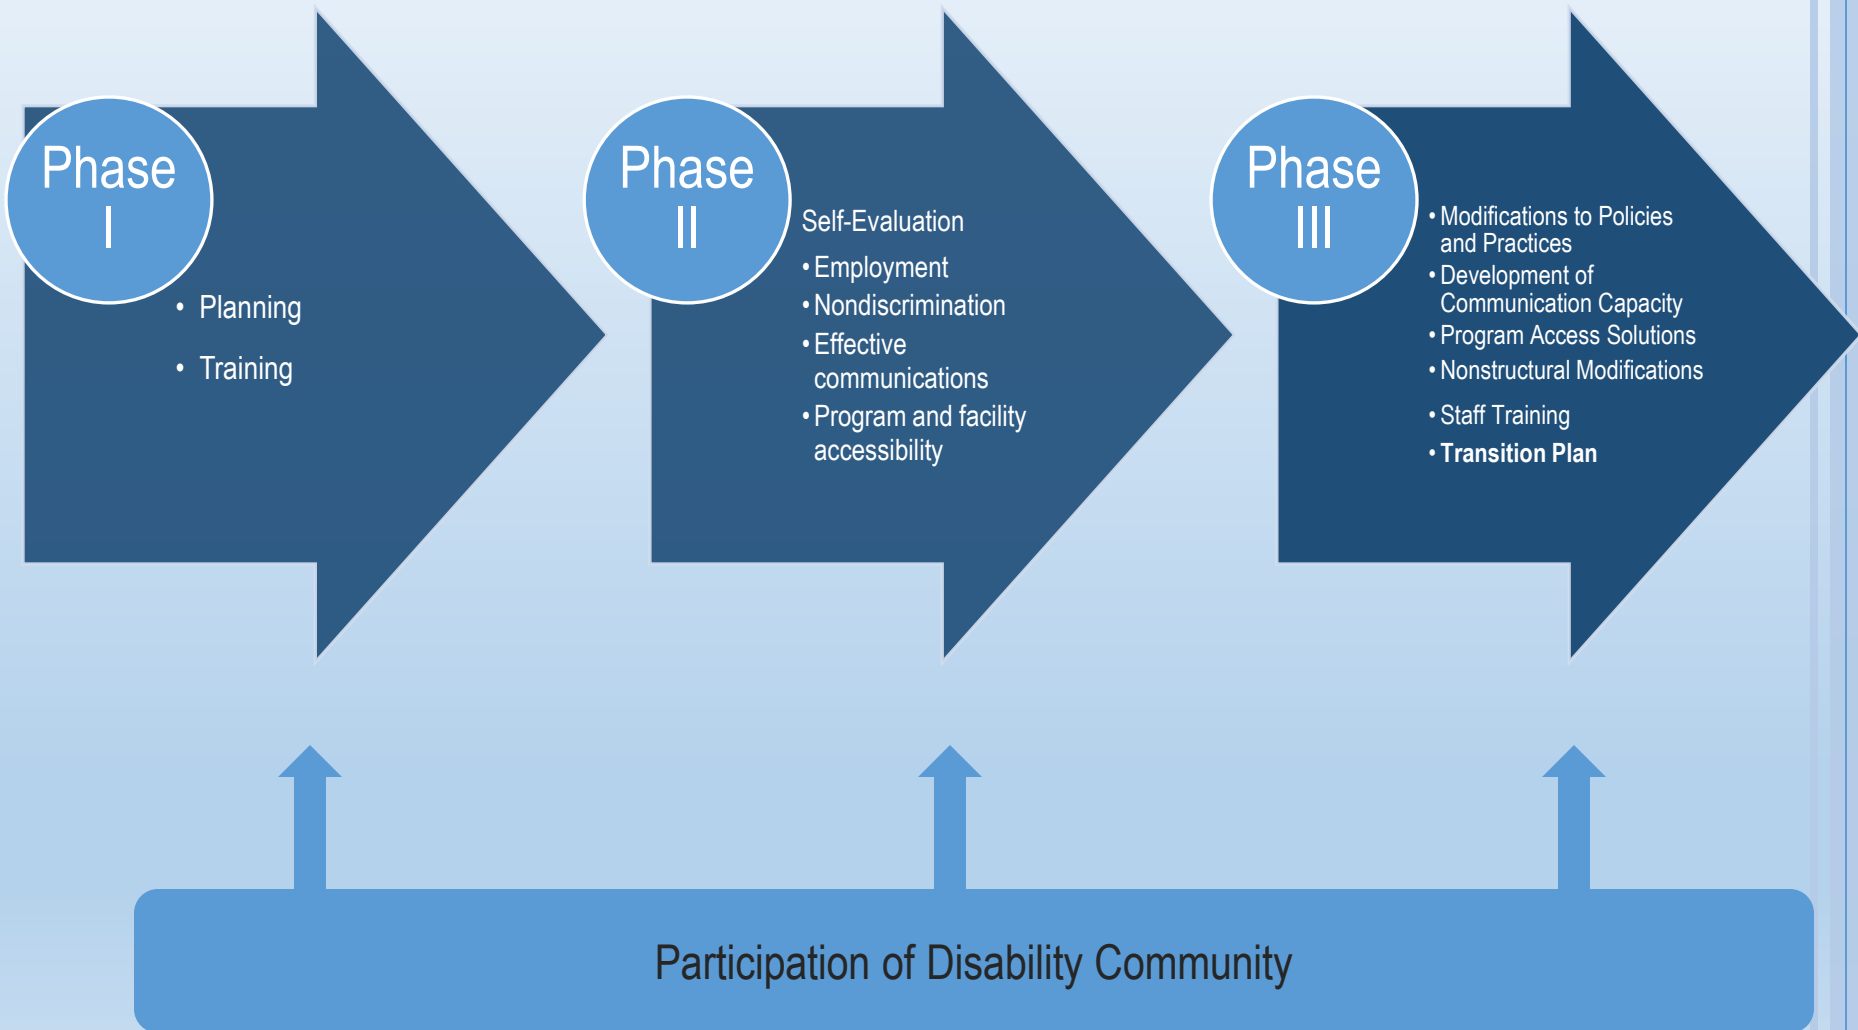 Phase
I
• Planning
• Training
Phase
II
Self-Evaluation
• Employment
• Nondiscrimination
• Effective
communications
• Program and facility
accessibility
Phase
III
• Modifications to Policies
and Practices
• Development of
Communication Capacity
• Program Access Solutions
• Nonstructural Modifications
• Staff Training
• Transition Plan
Participation of Disability Community